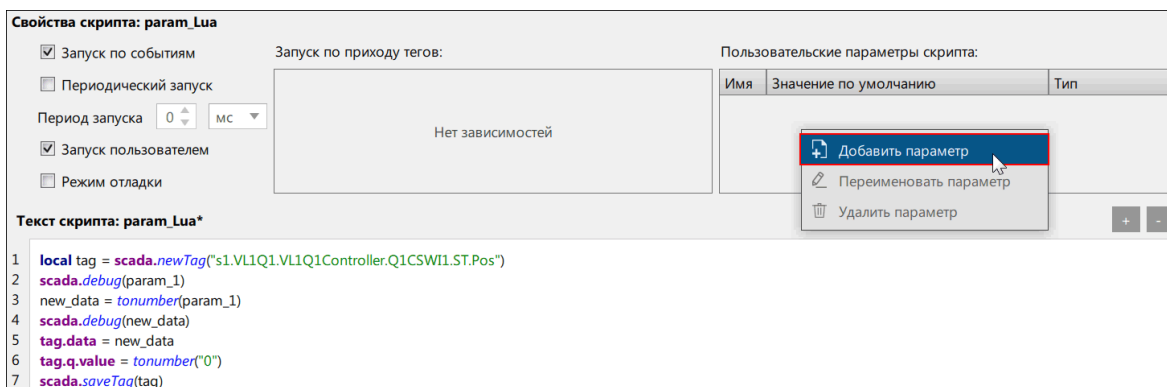 Свойства скрипта: param_Lua
Запуск по событиям
Запуск по приходу тегов:
Пользовательские параметры скрипта:
Периодический запуск
Имя Значение по умолчанию Тип
Период запуска 0 мс
Нет зависимостей
Запуск пользователем
Добавить параметр
Режим отладки
Переименовать параметр
Удалить параметр
Текст скрипта: param_Lua*
+ -
1 local tag = scada.newTag("s1.VL1Q1.VL1Q1Controller.Q1CSWI1.ST.Pos")
2 scada.debug(param_1)
3 new_data = tonumber(param_1)
4 scada.debug(new_data)
5 tag.data = new_data
6 tag.q.value = tonumber("0")
7 scada.saveTag(tag)